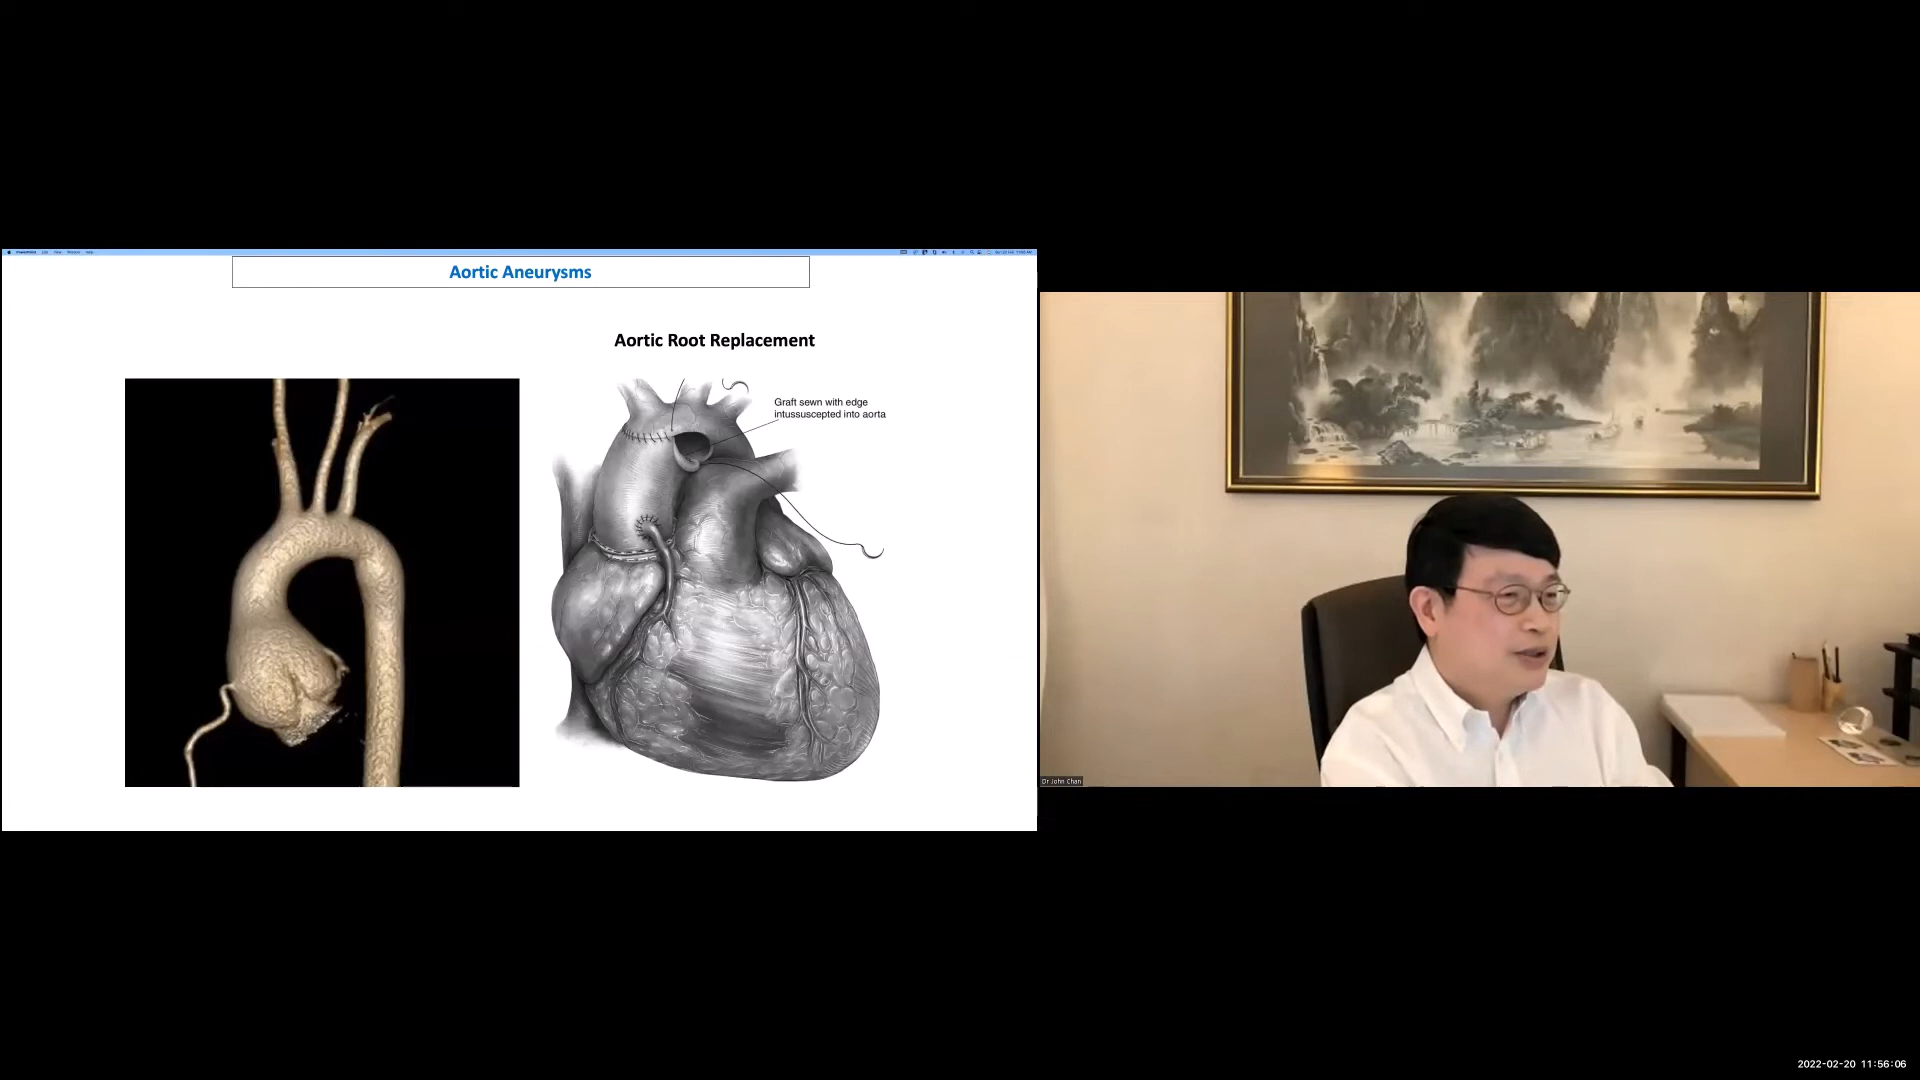 Aortic Aneurysms
Aortic Root Replacement
Graft sewn with edge
intussuscepted into aorta
Dr John Chan
2022-02-20 11:56:06